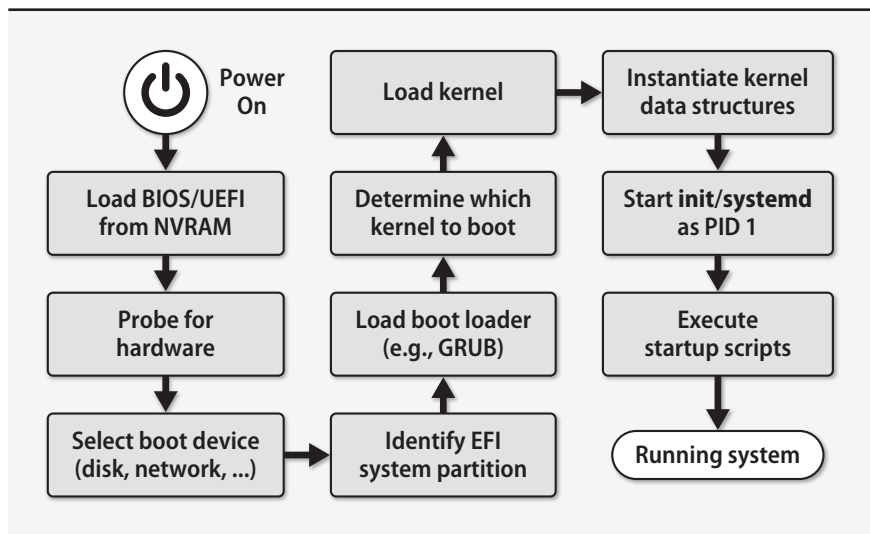 Power
On
Load BIOS/UEFI
from NVRAM
Probe for
hardware
Select boot device
(disk, network, ...)
Identify EFI
system partition
Load boot loader
(e.g., GRUB)
Determine which
kernel to boot
Load kernel
Instantiate kernel
data structures
Start init/systemd
as PID 1
Execute
startup scripts
Running system